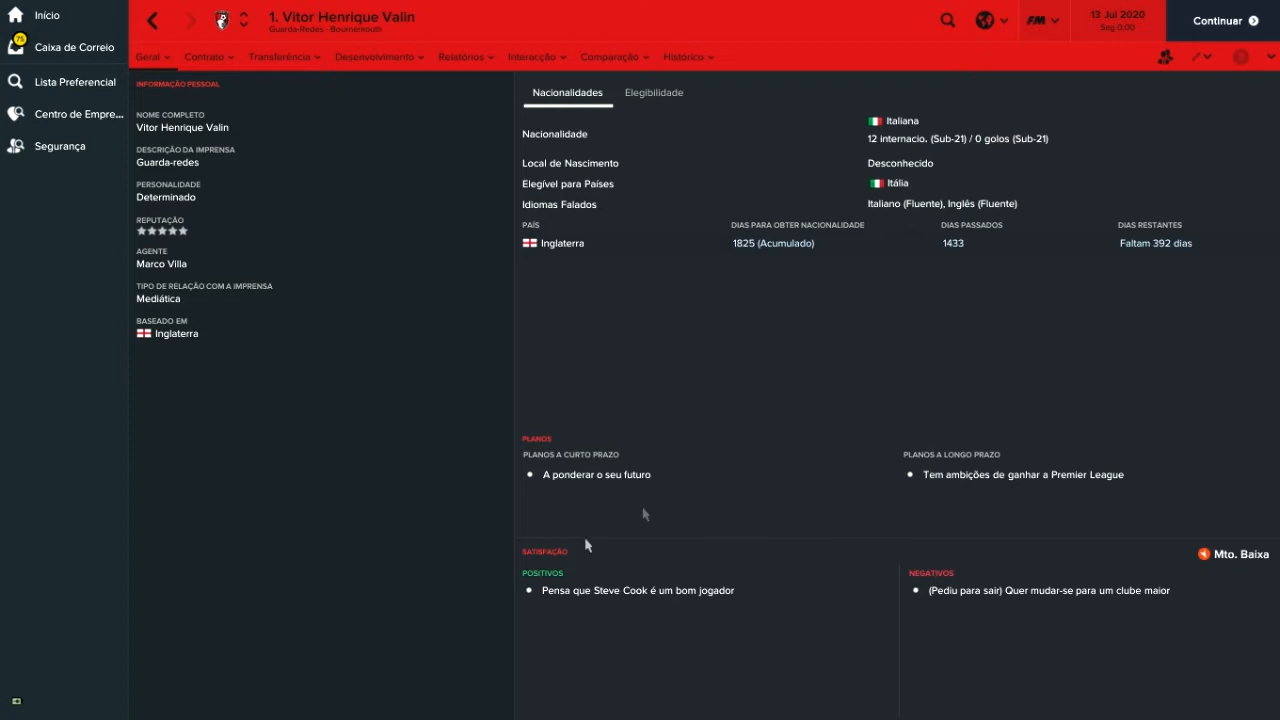 Início
75
Caixa de Correio
Lista Preferencial
Centro de Empre...
Segurança
1. Vitor Henrique Valin
Guarda-Redes - Bournemouth
FM
13 Jul 2020
Seg 0:00
Continuar
Geral
Contrato
Transferência
Desenvolvimento
Relatórios
Interacção
Comparação
Histórico
INFORMAÇÃO PESSOAL
NOME COMPLETO
Vitor Henrique Valin
DESCRIÇÃO DA IMPRENSA
Guarda-redes
PERSONALIDADE
Determinado
REPUTAÇÃO
AGENTE
Marco Villa
TIPO DE RELAÇÃO COM A IMPRENSA
Mediática
BASEADO EM
Inglaterra
Nacionalidades
Elegibilidade
Nacionalidade
Italiana
12 internacio. (Sub-21) / 0 golos (Sub-21)
Local de Nascimento
Desconhecido
Elegível para Países
Itália
Idiomas Falados
Italiano (Fluente), Inglês (Fluente)
PAÍS DIAS PARA OBTER NACIONALIDADE DIAS PASSADOS DIAS RESTANTES
Inglaterra 1825 (Acumulado) 1433 Faltam 392 dias
PLANOS
PLANOS A CURTO PRAZO
A ponderar o seu futuro
PLANOS A LONGO PRAZO
Tem ambições de ganhar a Premier League
SATISFAÇÃO
Mto. Baixa
POSITIVOS
Pensa que Steve Cook é um bom jogador
NEGATIVOS
(Pediu para sair) Quer mudar-se para um clube maior